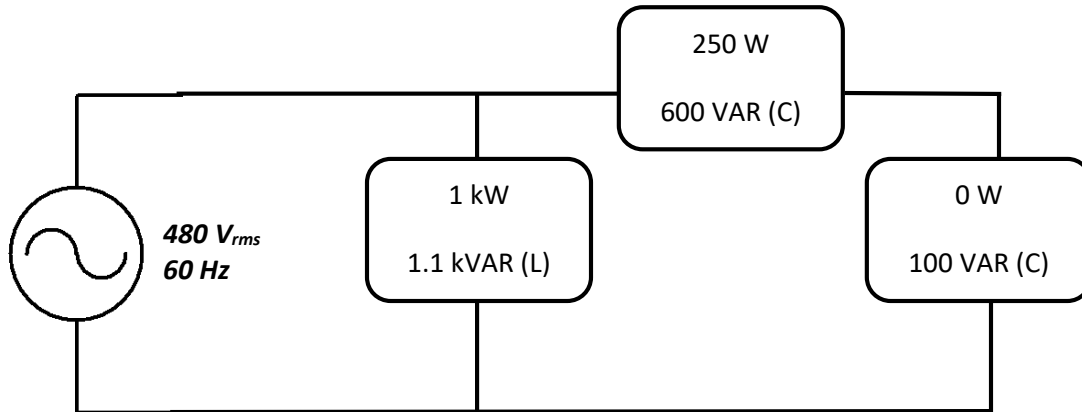 250 W
600 VAR (C)
480 Vrms
60 Hz
1 kW
1.1 kVAR (L)
0 W
100 VAR (C)